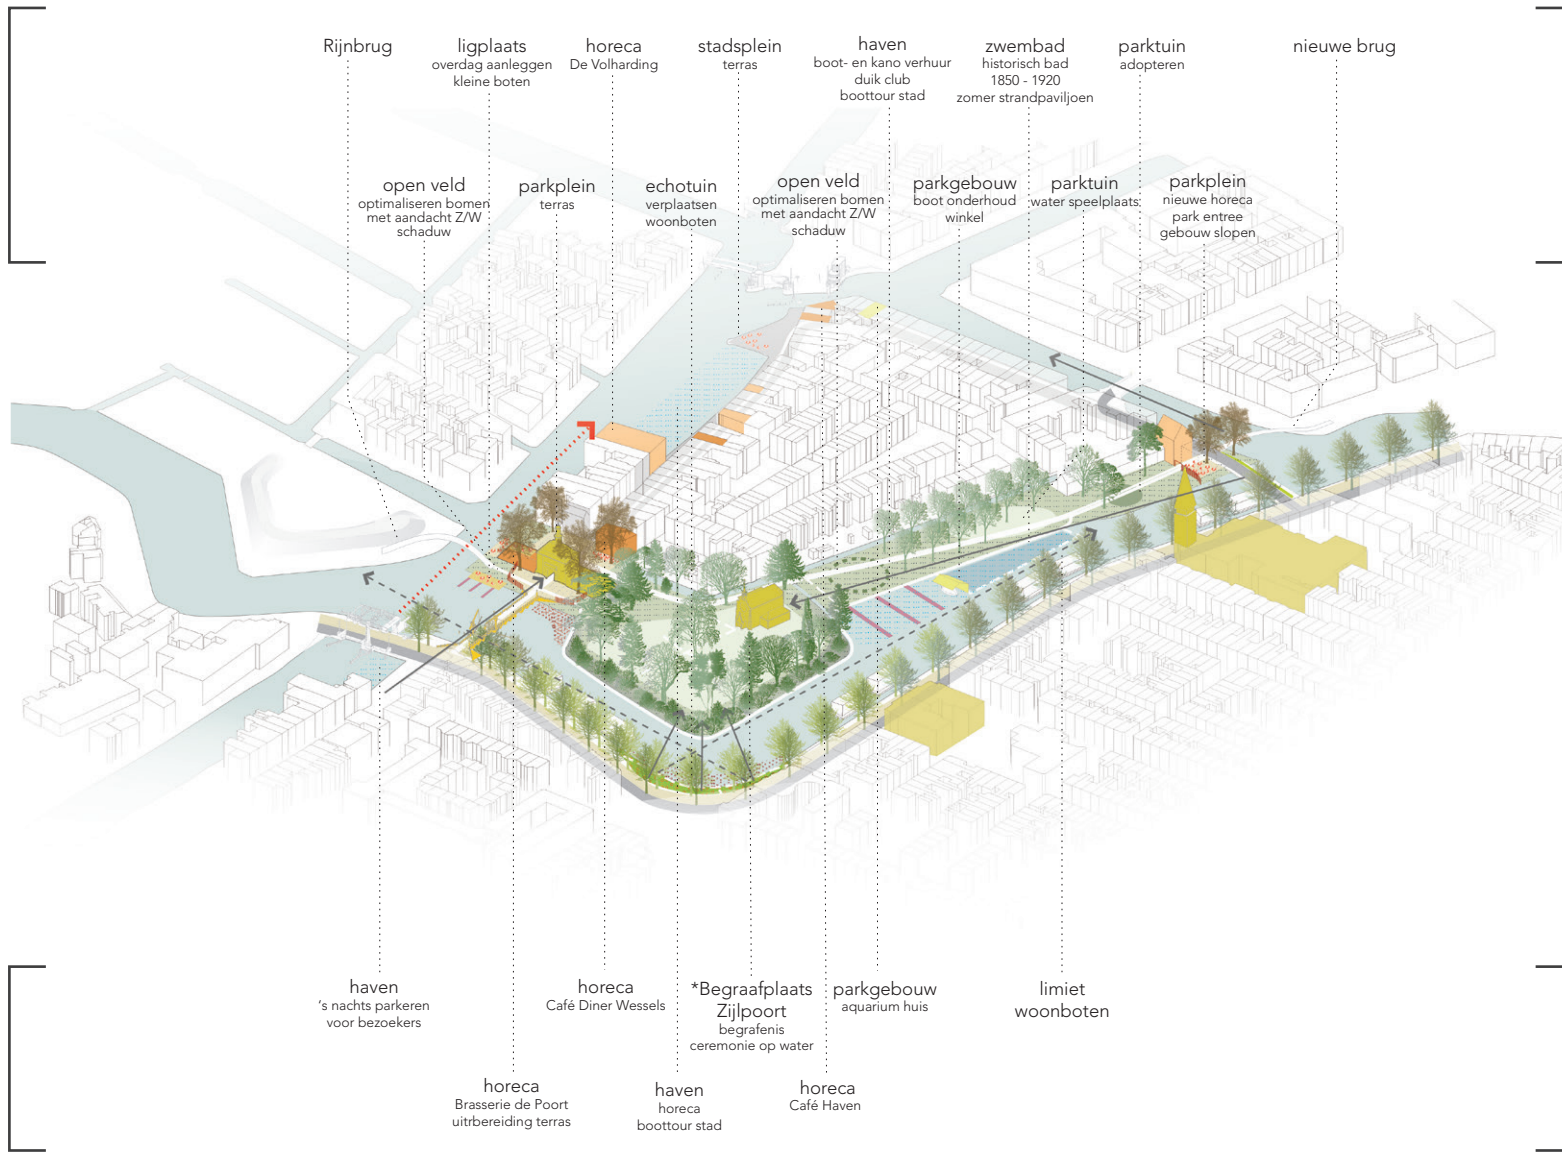 Rijnbrug
ligplaats
overdag aanleggen
kleine boten
horeca
De Volharding
stadsplein
terras
haven
boot- en kano verhuur
duik club
boottour stad
zwembad
historisch bad
1850 - 1920
zomer strandpaviljoen
parktuin
adopteren
nieuwe brug
open veld
optimaliseren bomen
met aandacht Z/W
schaduw
parkplein
terras
echotuin
verplaatsen
woonboten
open veld
optimaliseren bomen
met aandacht Z/W
schaduw
parkgebouw
boot onderhoud
winkel
parktuin
water speelplaats
parkplein
nieuwe horeca
park entree
gebouw slopen
haven
's nachts parkeren
voor bezoekers
horeca
Café Diner Wessels
*Begraafplaats
Zijlpoort
begrafenis
ceremonie op water
parkgebouw
aquarium huis
limiet
woonboten
horeca
Brasserie de Poort
uitrbereiding terras
haven
horeca
boottour stad
horeca
Café Haven